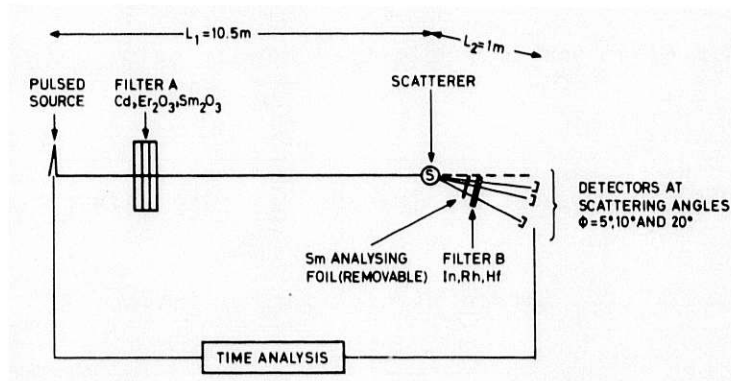 L₁=10.5m
L₂=1m
PULSED
SOURCE
FILTER A
Cd,Er₂O₃,Sm₂O₃
SCATTERER
S
DETECTORS AT
SCATTERING ANGLES
Φ=5°,10° AND 20°
Sm ANALYSING
FOIL(REMOVABLE)
FILTER B
In,Rh,Hf
TIME ANALYSIS